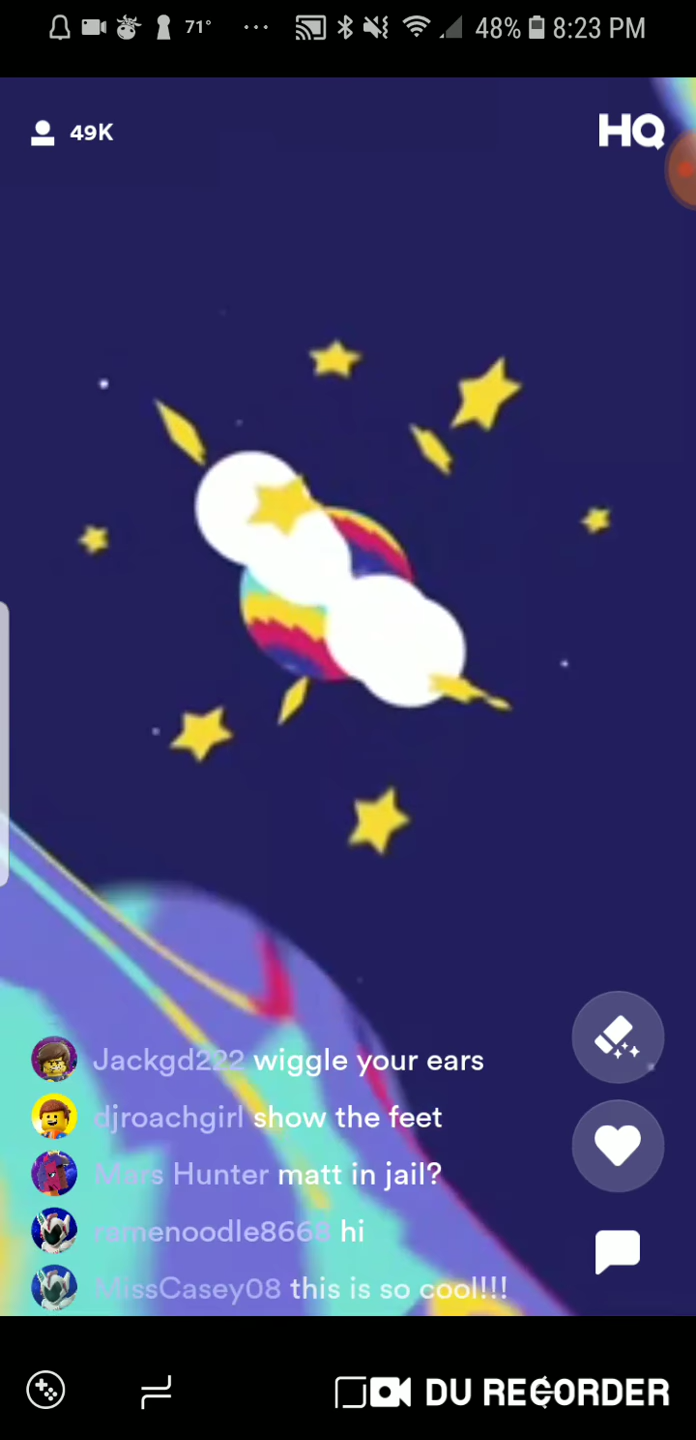 71° ... 48% 8:23 PM
49K
HQ
Jackgd222 wiggle your ears
djroachgirl show the feet
Mars Hunter matt in jail?
ramenoodle8668 hi
MissCasey08 this is so cool!!!
DU RECORDER